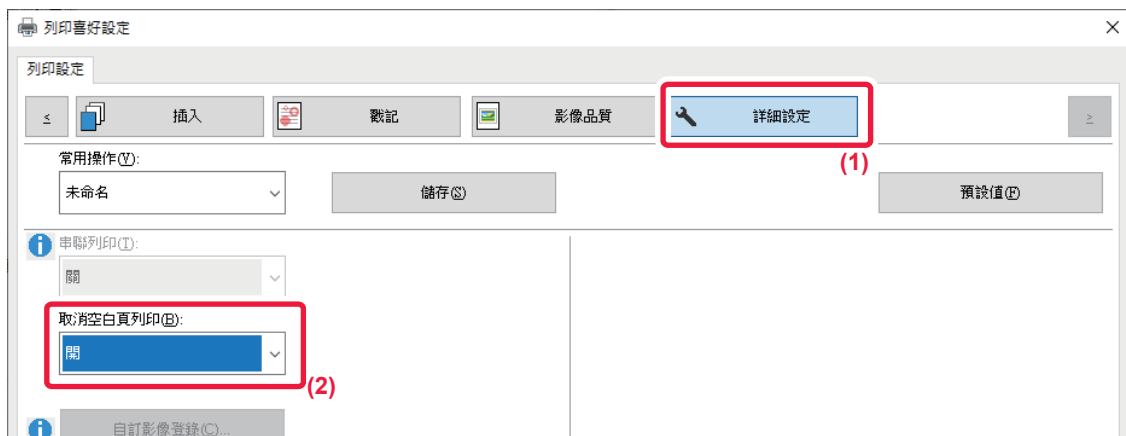 列印喜好設定
列印設定
≤ 插入 戳記 影像品質 詳細設定 ≥
(1)
常用操作(Y):
未命名 儲存(S) 預設值(F)
串聯列印(T):
關
取消空白頁列印(B):
開
(2)
自訂影像登錄(C)...